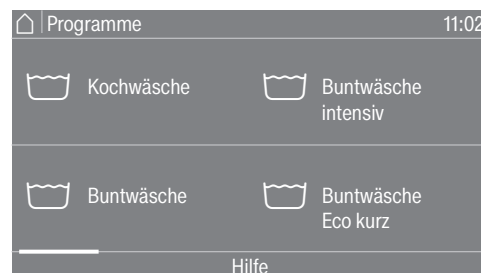 Programme 11:02
Kochwäsche
Buntwäsche
intensiv
Buntwäsche
Buntwäsche
Eco kurz
Hilfe